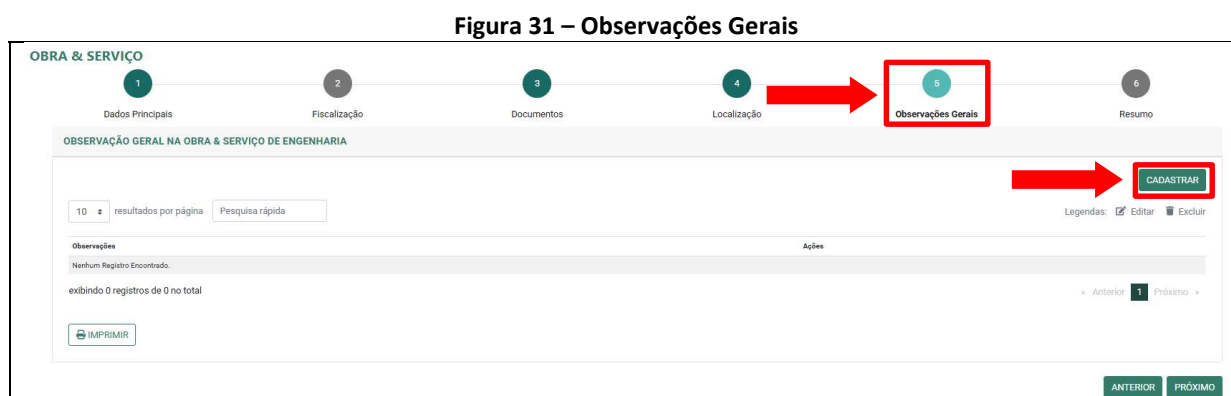 Figura 31 – Observações Gerais
OBRA & SERVIÇO
1 2 3 4 5 6
Dados Principais Fiscalização Documentos Localização Observações Gerais Resumo
OBSERVAÇÃO GERAL NA OBRA & SERVIÇO DE ENGENHARIA
CADASTRAR
10 resultados por página Pesquisa rápida Legendas: Editar Excluir
Observações Ações
Nenhum Registro Encontrado.
exibindo 0 registros de 0 no total « Anterior 1 Próximo »
IMPRIMIR
ANTERIOR PRÓXIMO